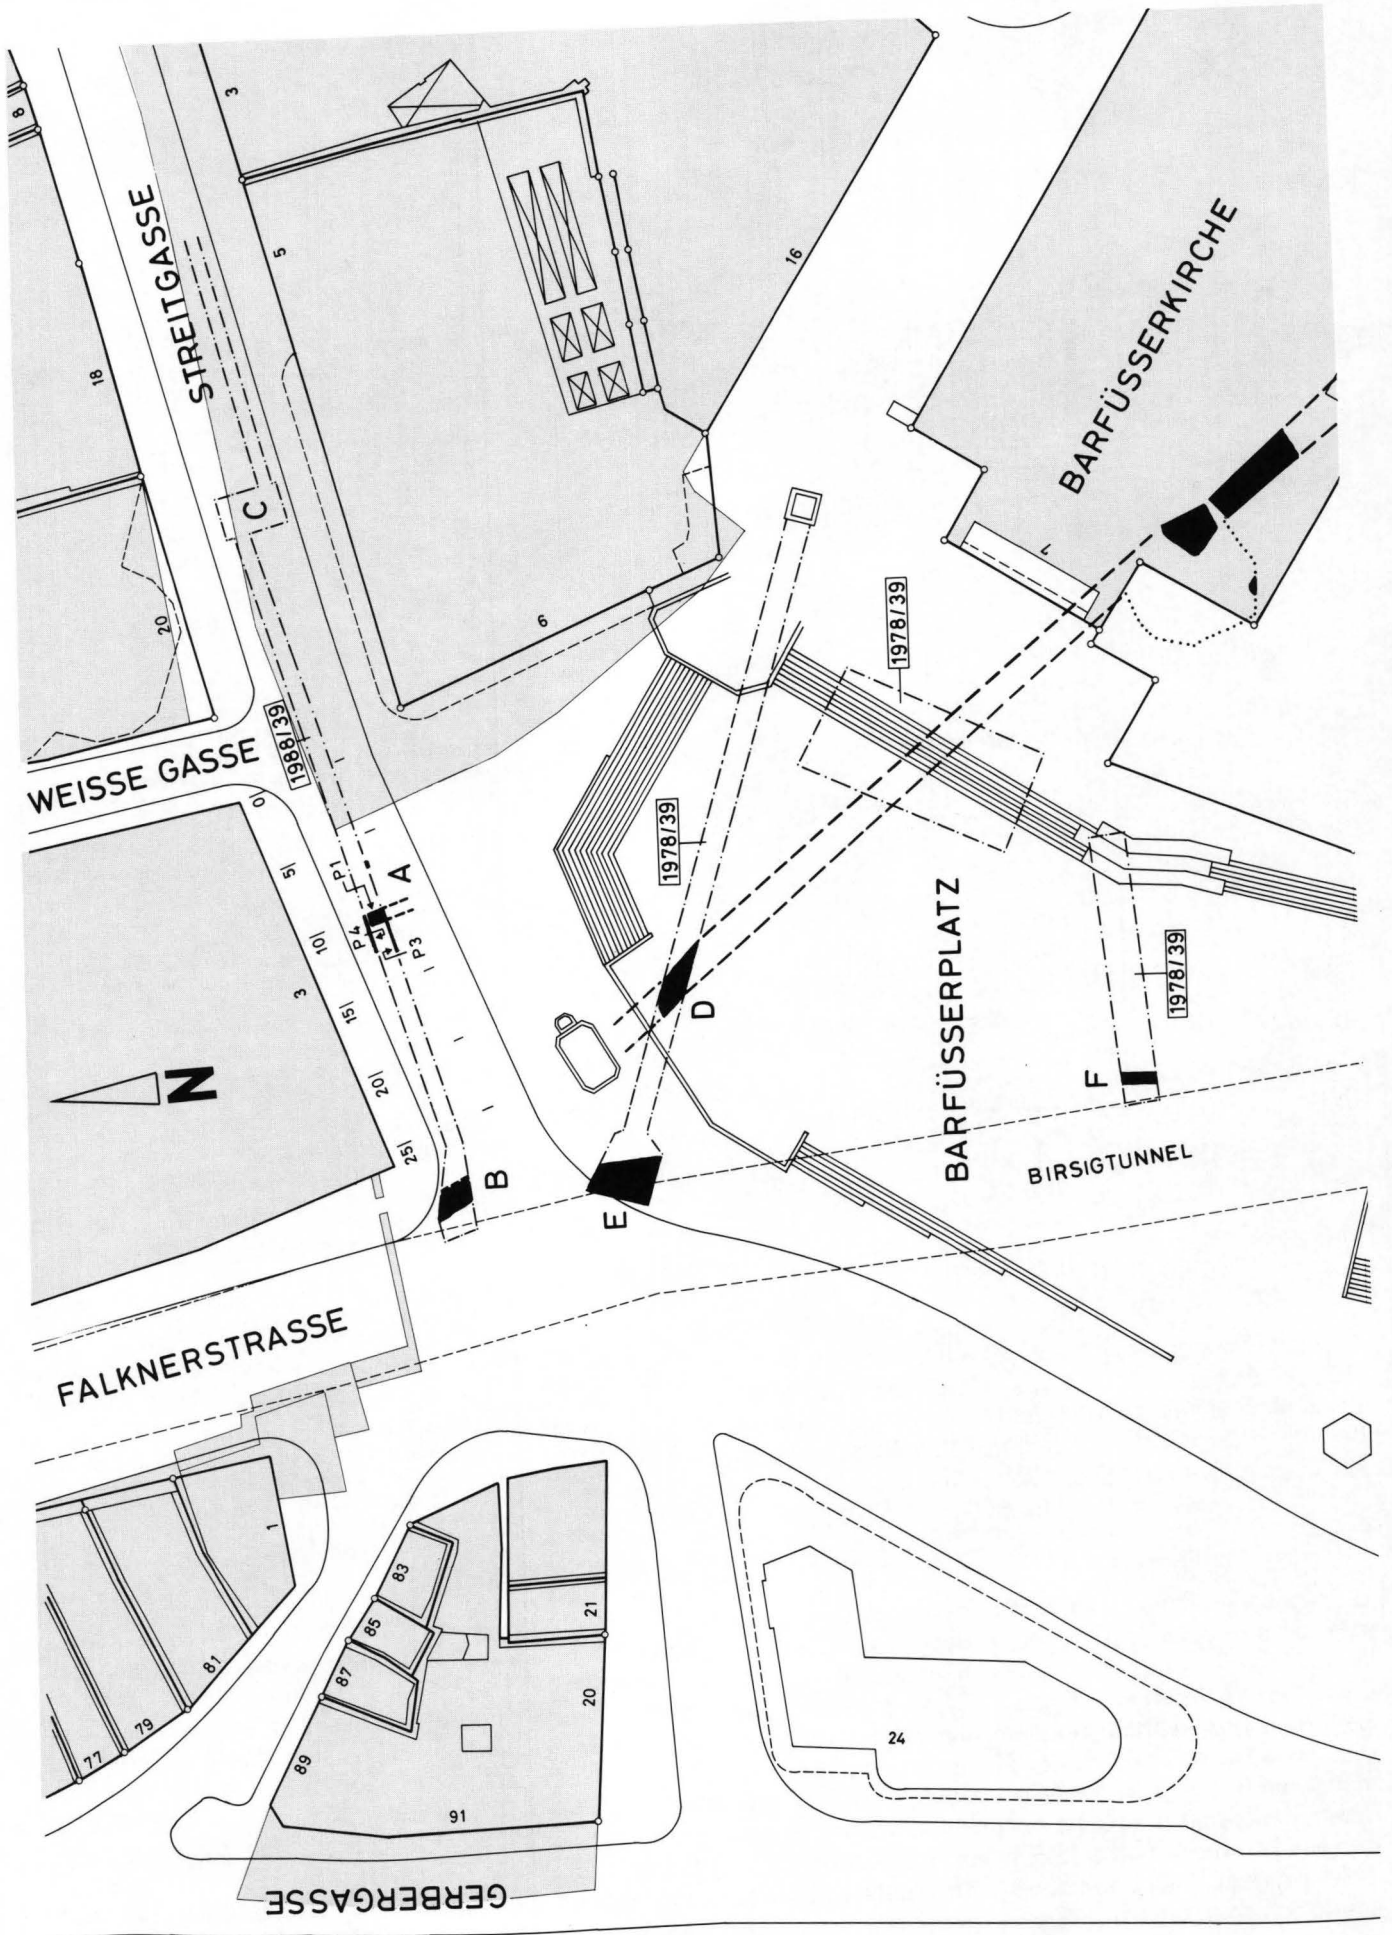 3
8
STREITGASSE
5
16
18
BARFÜSSERKIRCHE
C
7
20
6
1978/39
1988/39
WEISSE GASSE
0
1978/39
5
P1
A
P4
P3
10
3
15
D
BARFÜSSERPLATZ
1978/39
20
N
F
25
B
E
BIRSIGTUNNEL
FALKNERSTRASSE
1
83
85
21
87
81
20
79
77
89
24
91
GERBERGASSE